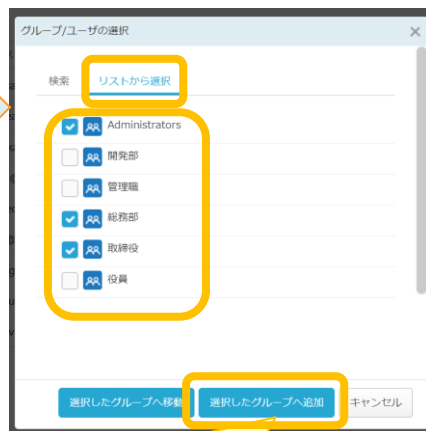 グループ/ユーザの選択
検索 リストから選択
Administrators
開発部
管理職
総務部
取締役
役員
選択したグループへ移動 選択したグループへ追加 キャンセル